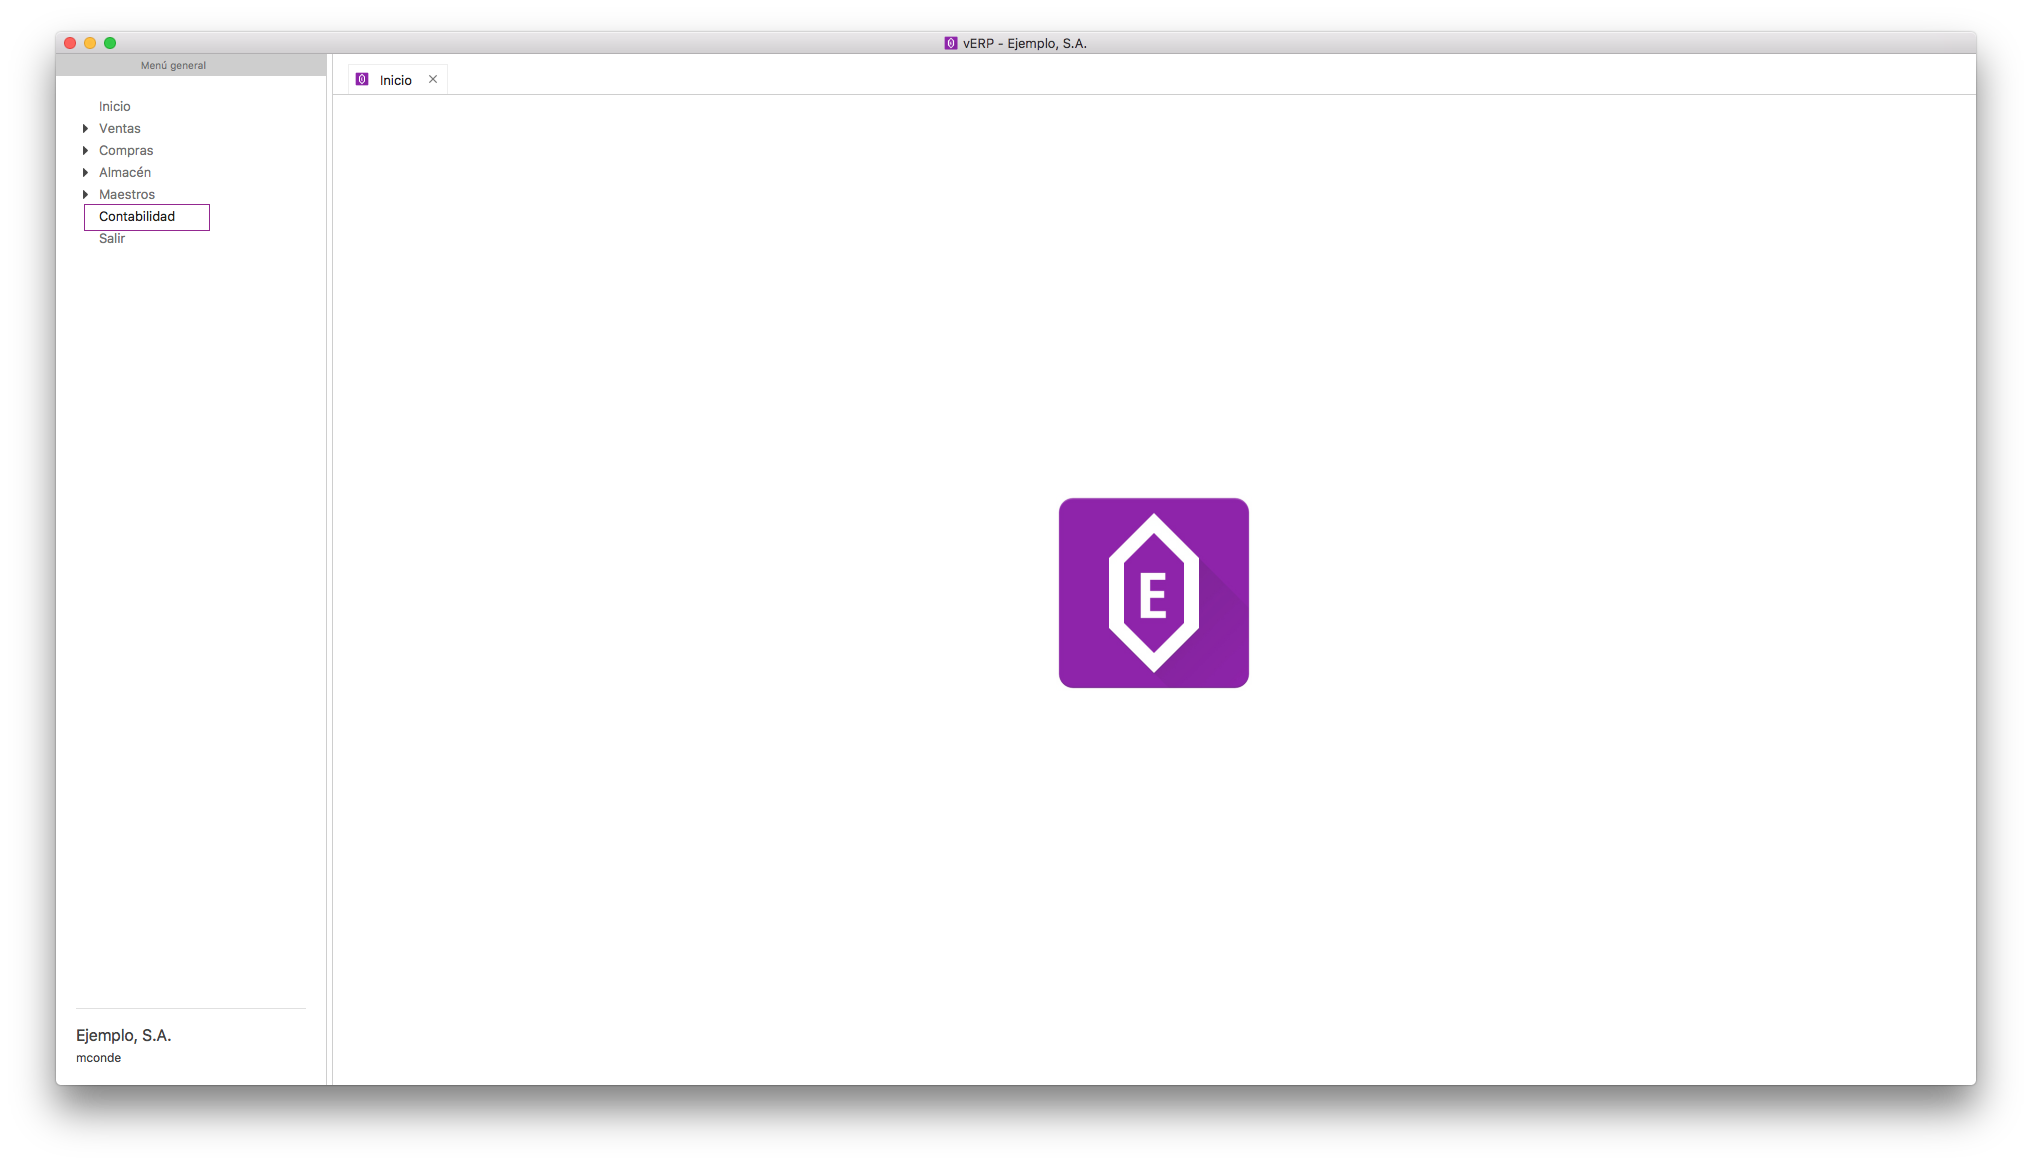 vERP - Ejemplo, S.A.
Menú general
Inicio
Inicio
Ventas
Compras
Almacén
Maestros
Contabilidad
Salir
E
Ejemplo, S.A.
mconde